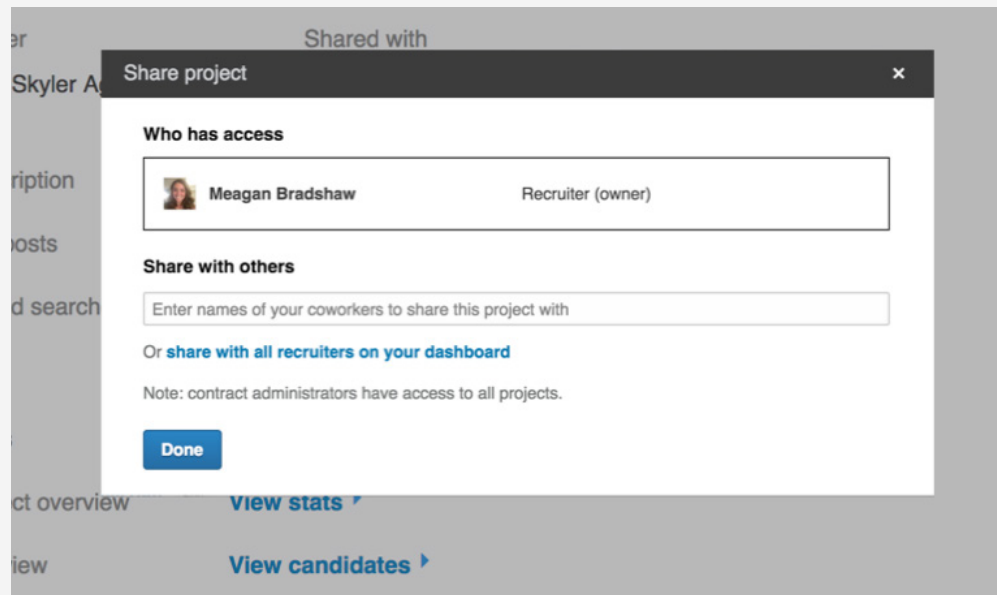 er
Shared with
Skyler A
Share project
×
Who has access
Meagan Bradshaw
Recruiter (owner)
ription
posts
Share with others
d search
Enter names of your coworkers to share this project with
Or share with all recruiters on your dashboard
Note: contract administrators have access to all projects.
Done
ct overview
View stats
iew
View candidates